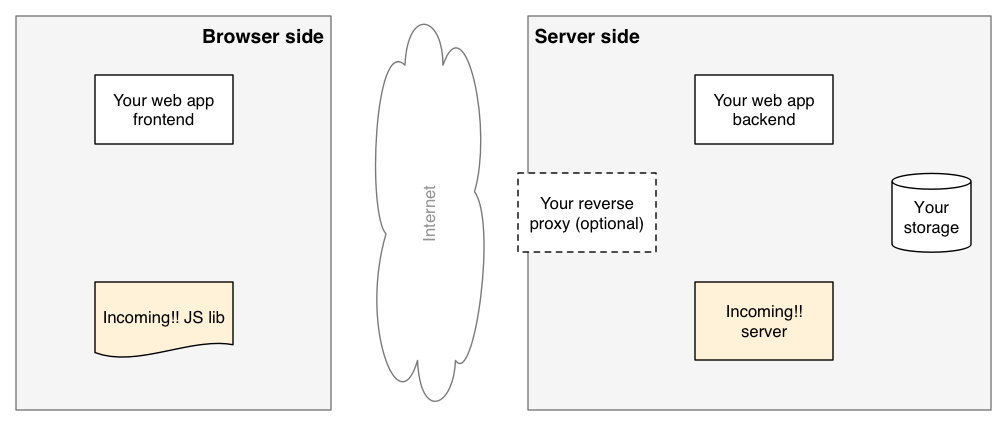 Browser side
Your web app
frontend
Incoming!! JS lib
Internet
Server side
Your web app
backend
Your reverse
proxy (optional)
Your
storage
Incoming!!
server